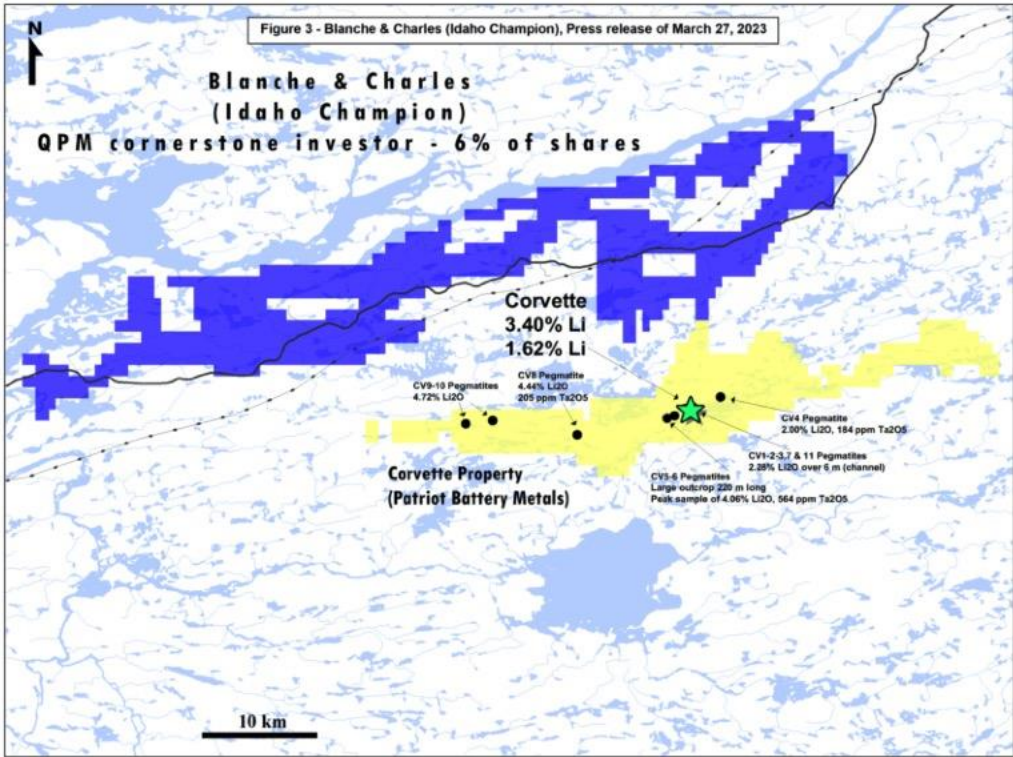 Figure 3 - Blanche & Charles (Idaho Champion), Press release of March 27, 2023
N
Blanche & Charles
(Idaho Champion)
QPM cornerstone investor - 6% of shares
Corvette
3.40% Li
1.62% Li
CV9-10 Pegmatites
4.72% Li2O
CV8 Pegmatite
4.44% Li2O
205 ppm Ta2O5
CV4 Pegmatite
2.00% Li2O, 184 ppm Ta2O5
CV1-2-3,7 & 11 Pegmatites
2.28% Li2O over 6 m (channel)
CV5-6 Pegmatites
Large outcrop 220 m long
Peak sample of 4.06% Li2O, 564 ppm Ta2O5
Corvette Property
(Patriot Battery Metals)
10 km